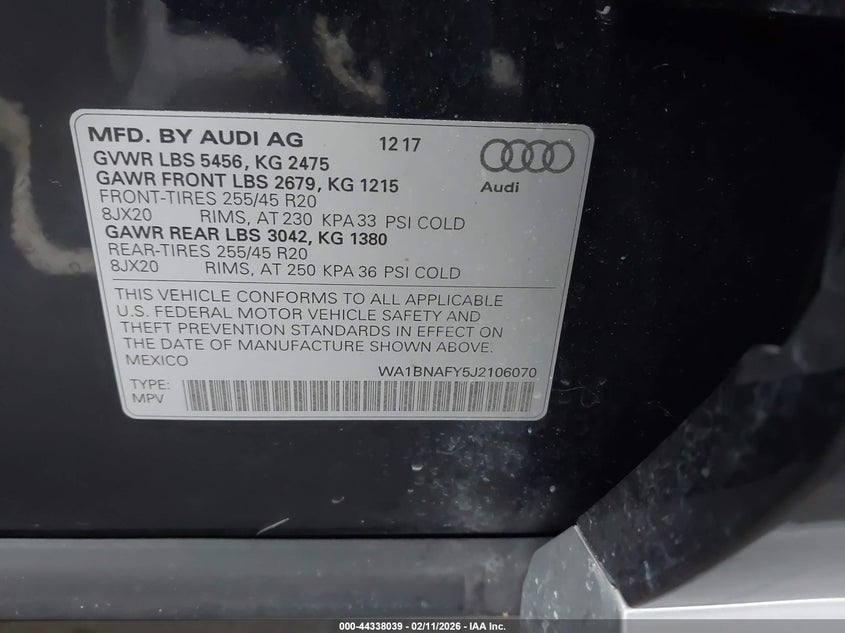 MFD. BY AUDI AG 12 17
GVWR LBS 5456, KG 2475
GAWR FRONT LBS 2679, KG 1215
Audi
FRONT-TIRES 255/45 R20
8JX20 RIMS, AT 230 KPA 33 PSI COLD
GAWR REAR LBS 3042, KG 1380
REAR-TIRES 255/45 R20
8JX20 RIMS, AT 250 KPA 36 PSI COLD
THIS VEHICLE CONFORMS TO ALL APPLICABLE
U.S. FEDERAL MOTOR VEHICLE SAFETY AND
THEFT PREVENTION STANDARDS IN EFFECT ON
THE DATE OF MANUFACTURE SHOWN ABOVE.
MEXICO
WA1BNAFY5J2106070
TYPE:
MPV
000-44338039 - 02/11/2026 - IAA Inc.